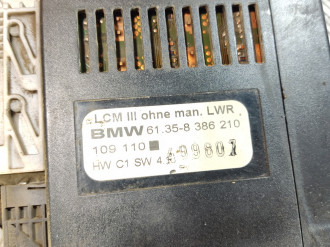 LCM III ohne man. LWR
BMW 61.35-8 386 210
109 110
HW C1 SW 4.